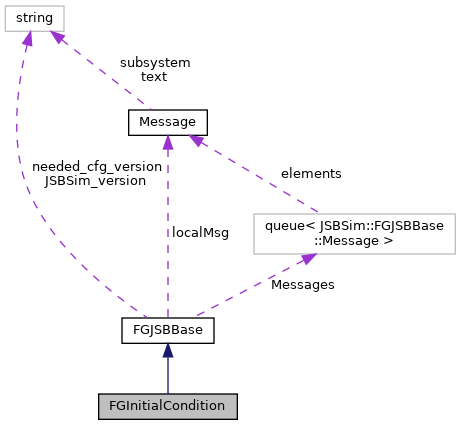 string
subsystem
text
Message
needed_cfg_version
JSBSim_version
elements
localMsg
queue< JSBSim::FGJSBBase
::Message >
Messages
FGJSBBase
FGInitialCondition